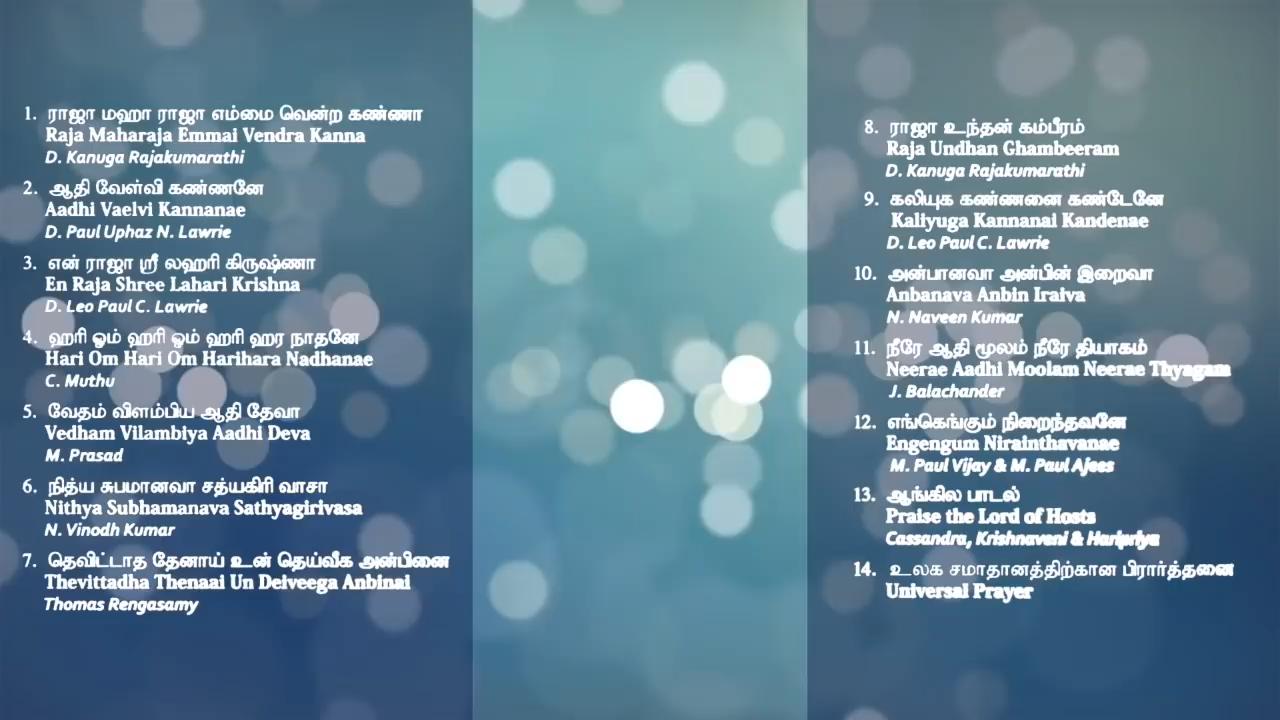 1. ராஜா மஹா ராஜா எம்மை வென்ற கண்ணா
Raja Maharaja Emmai Vendra Kanna
D. Kanuga Rajakumarathi
2. ஆதி வேள்வி கண்ணனே
Aadhi Vaelvi Kannanae
D. Paul Uphaz N. Lawrie
3. என் ராஜா ஸ்ரீ லஹரி கிருஷ்ணா
En Raja Shree Lahari Krishna
D. Leo Paul C. Lawrie
4. ஹரி ஓம் ஹரி ஓம் ஹரி ஹர நாதனே
Hari Om Hari Om Harihara Nadhanae
C. Muthu
5. வேதம் விளம்பிய ஆதி தேவா
Vedham Vilambiya Aadhi Deva
M. Prasad
6. நித்ய சுபமானவா சத்யகிரி வாசா
Nithya Subhamanava Sathyagirivasa
N. Vinodh Kumar
7. தெவிட்டாத தேனாய் உன் தெய்வீக அன்பினை
Thevittadha Thenaai Un Deiveega Anbinai
Thomas Rengasamy
8. ராஜா உந்தன் கம்பீரம்
Raja Undhan Ghambeeram
D. Kanuga Rajakumarathi
9. கலியுக கண்ணனை கண்டேனே
Kaliyuga Kannanai Kandenae
D. Leo Paul C. Lawrie
10. அன்பானவா அன்பின் இறைவா
Anbanava Anbin Iraiva
N. Naveen Kumar
11. நீரே ஆதி மூலம் நீரே தியாகம்
Neerae Aadhi Moolam Neerae Thyagam
J. Balachander
12. எங்கெங்கும் நிறைந்தவனே
Engengum Nirainthavanae
M. Paul Vijay & M. Paul Ajees
13. ஆங்கில பாடல்
Praise the Lord of Hosts
Cassandra, Krishnaveni & Haripriya
14. உலக சமாதானத்திற்கான பிரார்த்தனை
Universal Prayer